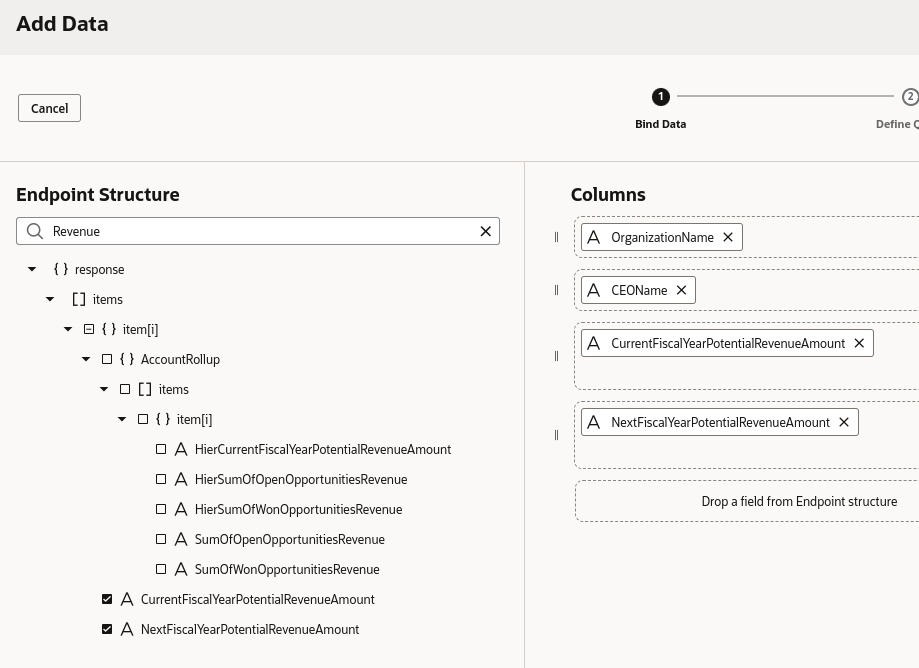 Add Data
Cancel
1
2
Bind Data
Define Q
Endpoint Structure
Revenue
{ } response
[ ] items
{ } item[i]
{ } AccountRollup
[ ] items
{ } item[i]
A HierCurrentFiscalYearPotentialRevenueAmount
A HierSumOfOpenOpportunitiesRevenue
A HierSumOfWonOpportunitiesRevenue
A SumOfOpenOpportunitiesRevenue
A SumOfWonOpportunitiesRevenue
A CurrentFiscalYearPotentialRevenueAmount
A NextFiscalYearPotentialRevenueAmount
Columns
A OrganizationName
A CEOName
A CurrentFiscalYearPotentialRevenueAmount
A NextFiscalYearPotentialRevenueAmount
Drop a field from Endpoint structure